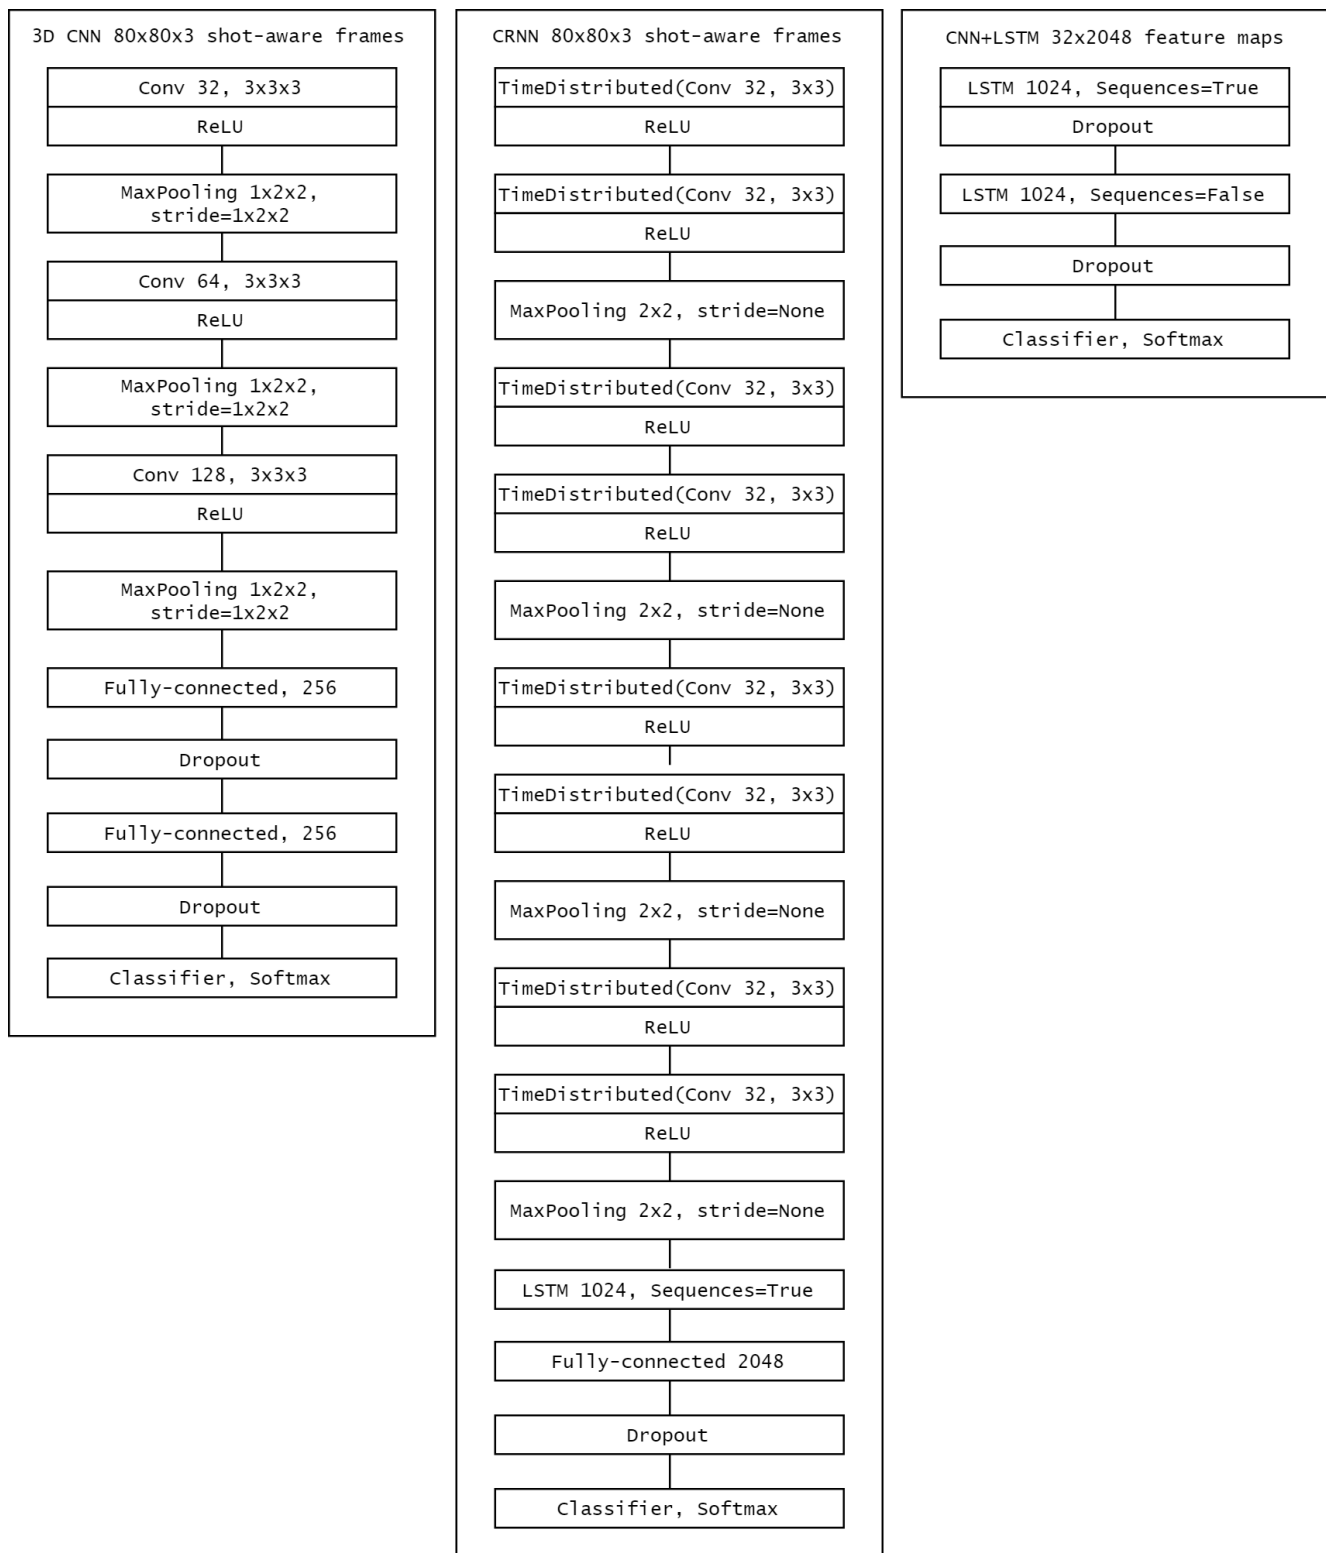 3D CNN 80x80x3 shot-aware frames
Conv 32, 3x3x3
ReLU
MaxPooling 1x2x2,
stride=1x2x2
Conv 64, 3x3x3
ReLU
MaxPooling 1x2x2,
stride=1x2x2
Conv 128, 3x3x3
ReLU
MaxPooling 1x2x2,
stride=1x2x2
Fully-connected, 256
Dropout
Fully-connected, 256
Dropout
Classifier, Softmax
CRNN 80x80x3 shot-aware frames
TimeDistributed(Conv 32, 3x3)
ReLU
TimeDistributed(Conv 32, 3x3)
ReLU
MaxPooling 2x2, stride=None
TimeDistributed(Conv 32, 3x3)
ReLU
TimeDistributed(Conv 32, 3x3)
ReLU
MaxPooling 2x2, stride=None
TimeDistributed(Conv 32, 3x3)
ReLU
TimeDistributed(Conv 32, 3x3)
ReLU
MaxPooling 2x2, stride=None
TimeDistributed(Conv 32, 3x3)
ReLU
TimeDistributed(Conv 32, 3x3)
ReLU
MaxPooling 2x2, stride=None
LSTM 1024, Sequences=True
Fully-connected 2048
Dropout
Classifier, Softmax
CNN+LSTM 32x2048 feature maps
LSTM 1024, Sequences=True
Dropout
LSTM 1024, Sequences=False
Dropout
Classifier, Softmax